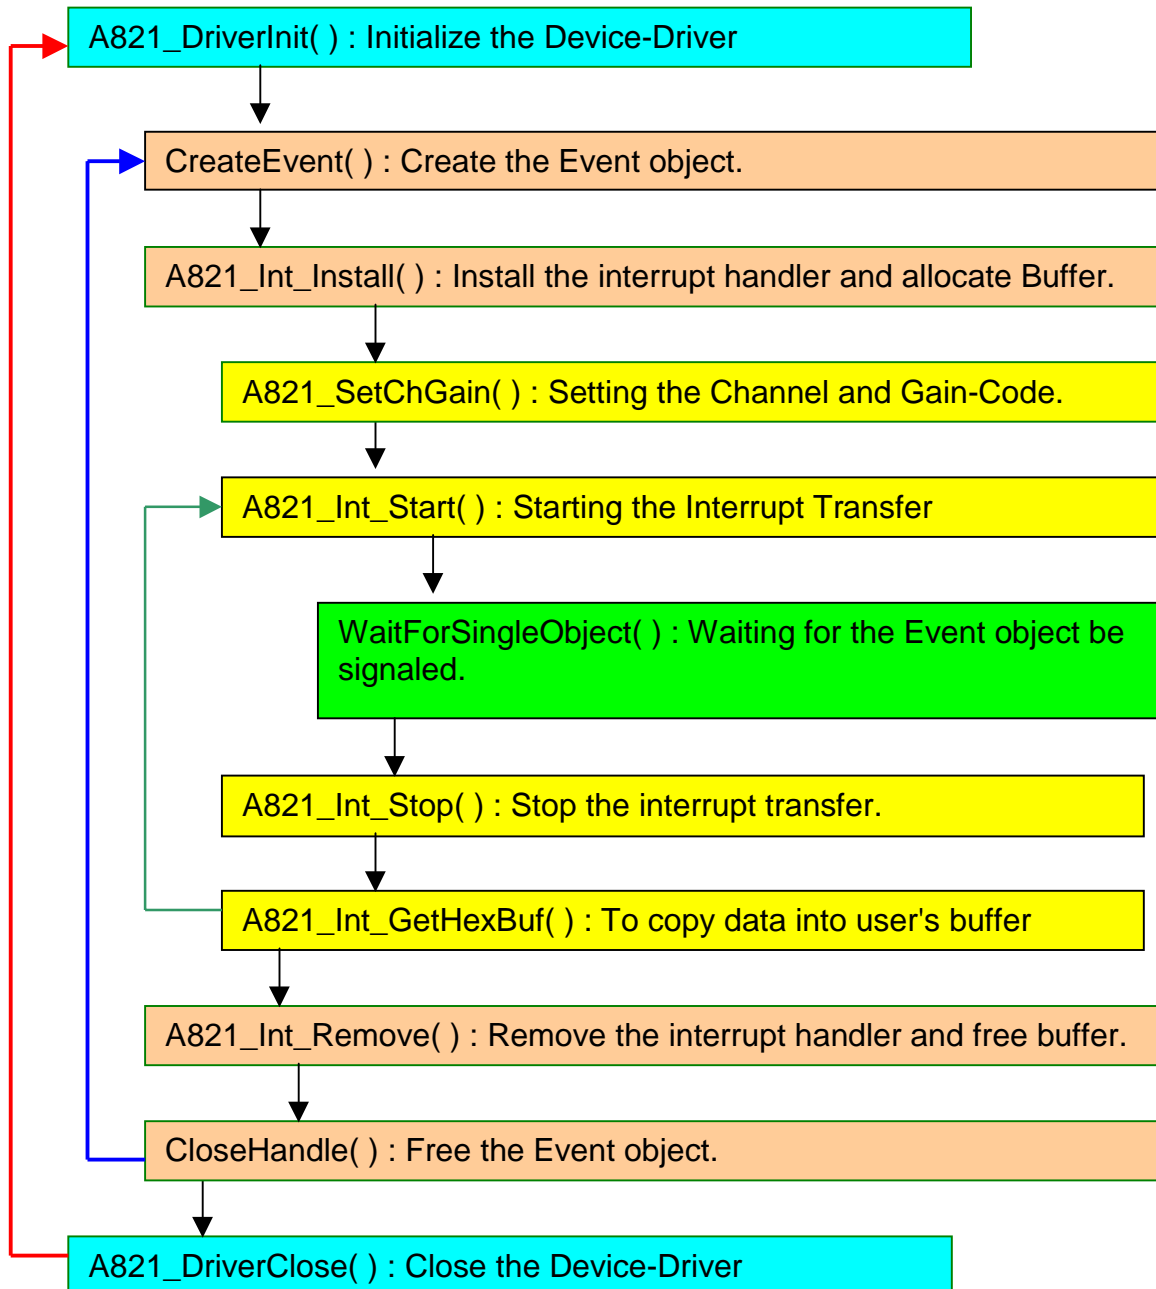 A821_DriverInit( ) : Initialize the Device-Driver
CreateEvent( ) : Create the Event object.
A821_Int_Install( ) : Install the interrupt handler and allocate Buffer.
A821_SetChGain( ) : Setting the Channel and Gain-Code.
A821_Int_Start( ) : Starting the Interrupt Transfer
WaitForSingleObject( ) : Waiting for the Event object be
signaled.
A821_Int_Stop( ) : Stop the interrupt transfer.
A821_Int_GetHexBuf( ) : To copy data into user's buffer
A821_Int_Remove( ) : Remove the interrupt handler and free buffer.
CloseHandle( ) : Free the Event object.
A821_DriverClose( ) : Close the Device-Driver